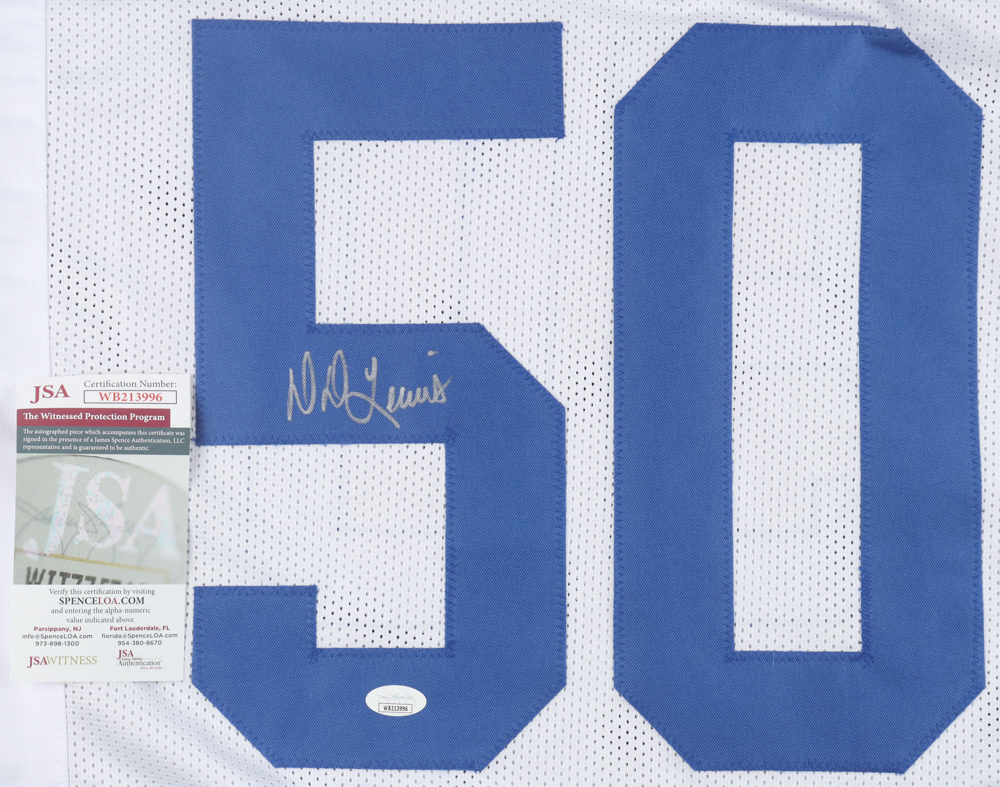 50
D D Lewis
JSA
Certification Number:
WB213996
The Witnessed Protection Program
The autographed piece which accompanies this certificate was
signed in the presence of a James Spence Authentication, LLC
representative and is guaranteed to be authentic.
JSA
Verify this certification by visiting
SPENCELOA.COM
and entering the alpha-numeric
value indicated above.
Parsippany, NJ
info@SpenceLOA.com
973-898-1300
Fort Lauderdale, FL
florida@SpenceLOA.com
954-380-8670
JSAWITNESS
JSA
Authentication
WB213996